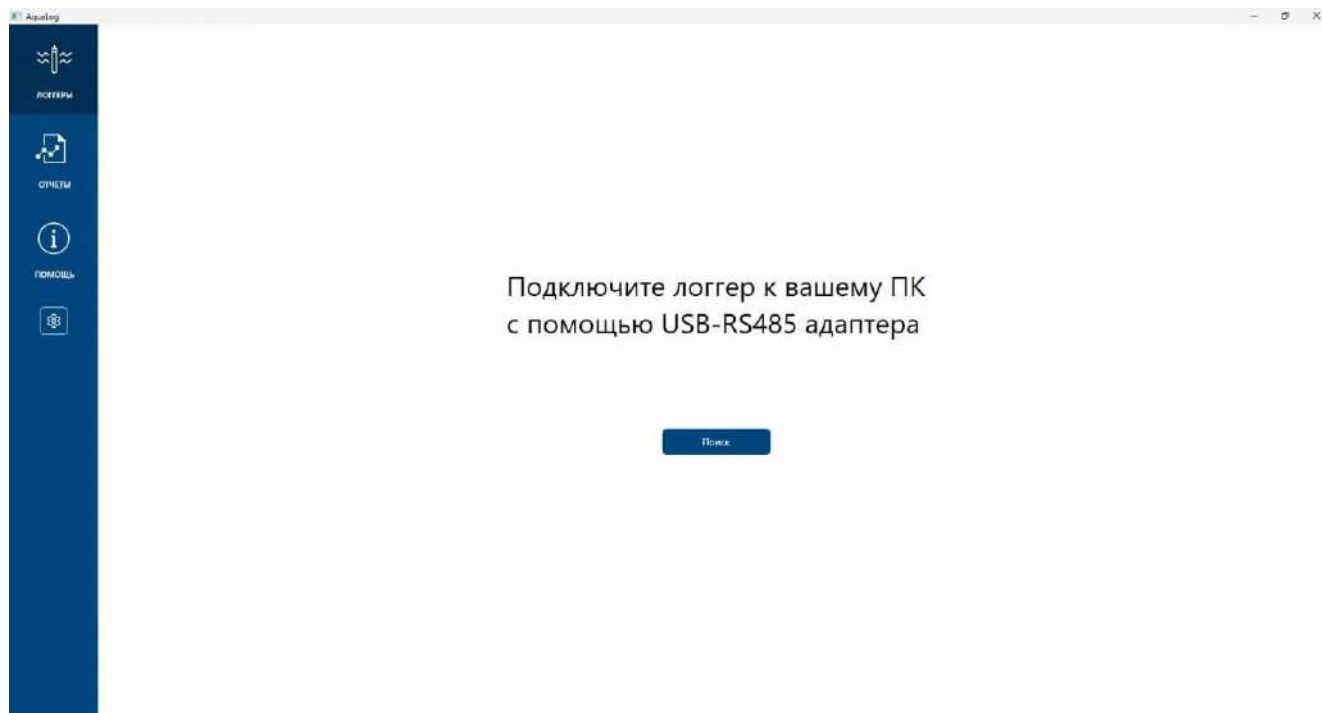 AquaLog
ЛОГГЕРЫ
ОТЧЕТЫ
ПОМОЩЬ
Подключите логгер к вашему ПК
с помощью USB-RS485 адаптера
Поиск